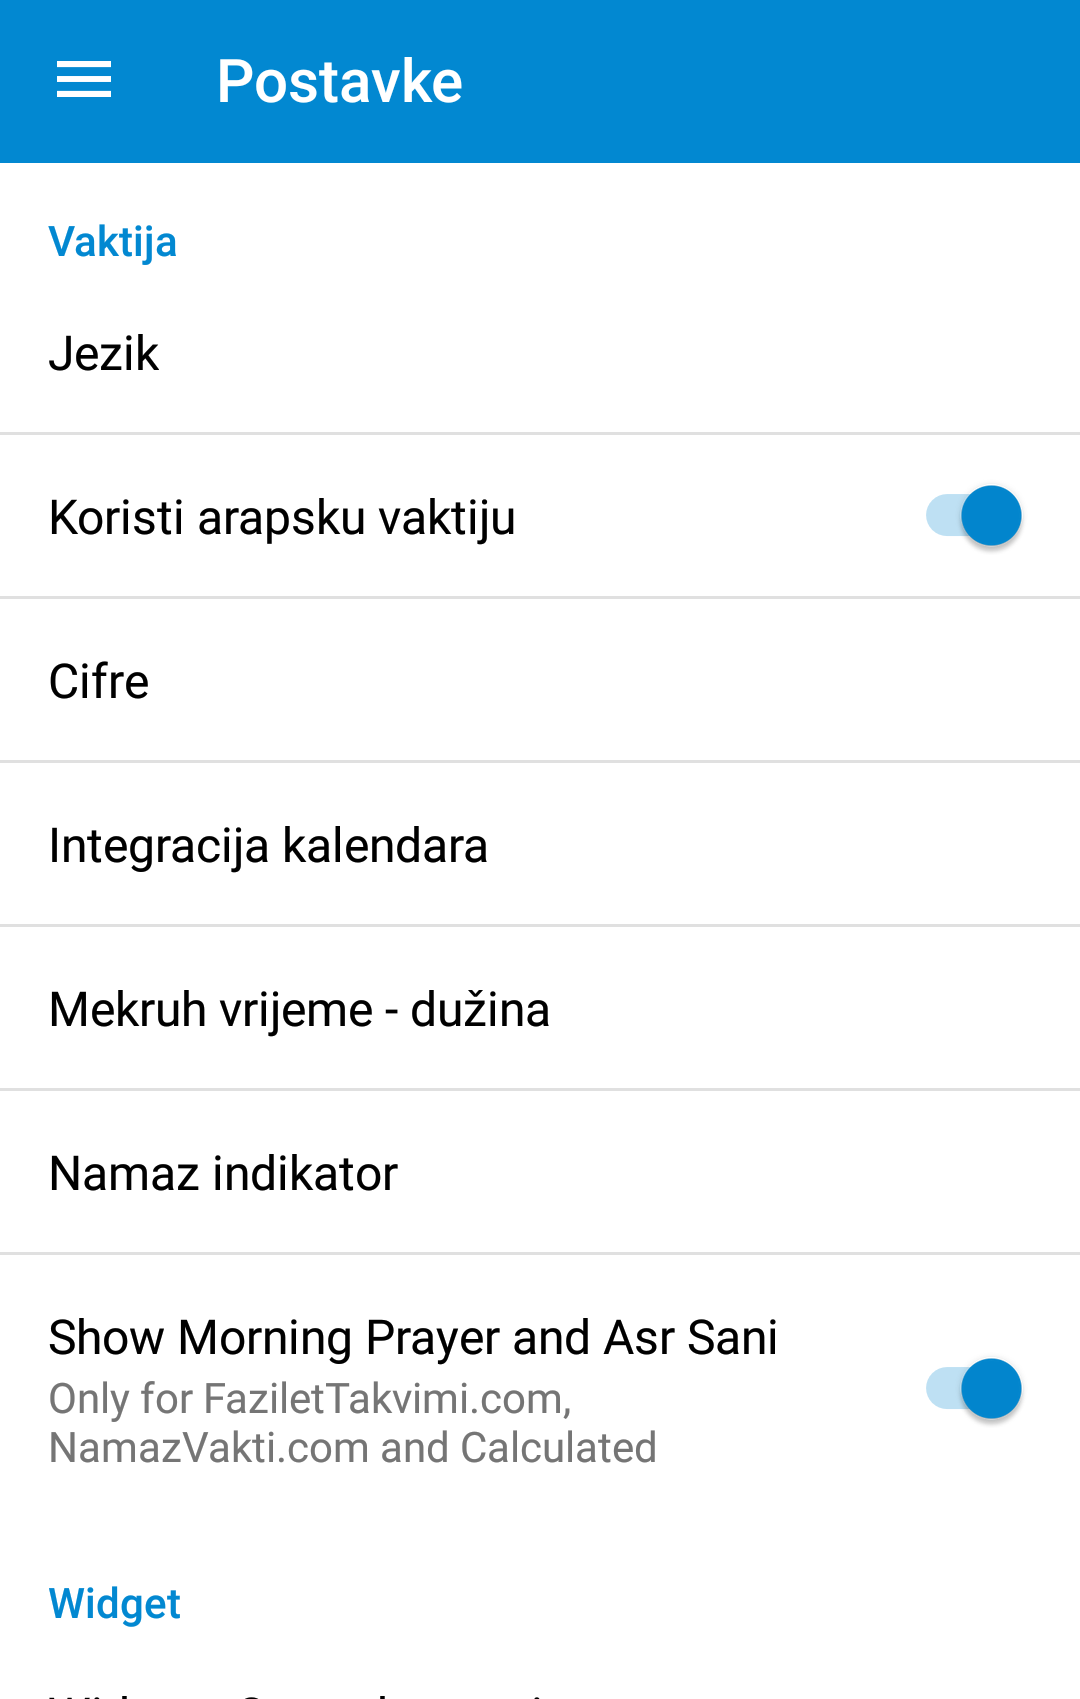 Postavke
Vaktija
Jezik
Koristi arapsku vaktiju
Cifre
Integracija kalendara
Mekruh vrijeme - dužina
Namaz indikator
Show Morning Prayer and Asr Sani
Only for FaziletTakvimi.com,
NamazVakti.com and Calculated
Widget